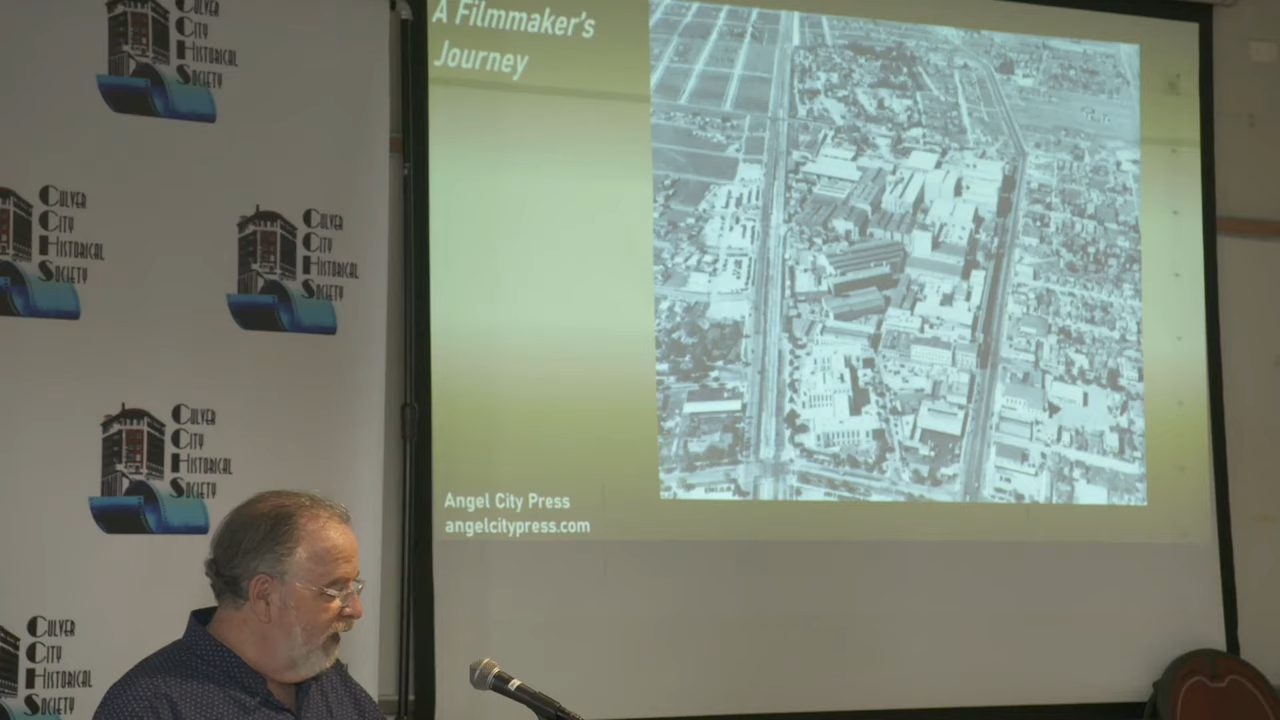 CULVER
CITY
HISTORICAL
SOCIETY
A Filmmaker's
Journey
CULVER
CITY
HISTORICAL
SOCIETY
CULVER
CITY
HISTORICAL
SOCIETY
CULVER
CITY
HISTORICAL
SOCIETY
Angel City Press
angelcitypress.com
CULVER
CITY
HISTORICAL
SOCIETY